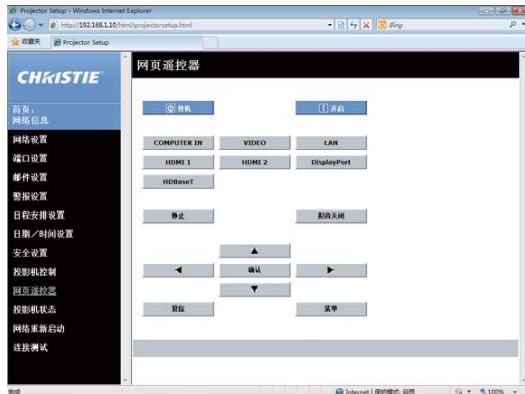 Projector Setup - Windows Internet Explorer
http://192.168.1.10/html/projectorsetup.html
Bing
收藏夹 Projector Setup
CHRISTIE
网页遥控器
首页:
网络信息
网络设置
端口设置
邮件设置
警报设置
日程安排设置
日期/时间设置
安全设置
投影机控制
网页遥控器
投影机状态
网络重新启动
连接测试
待机 开启
COMPUTER IN VIDEO LAN
HDMI 1 HDMI 2 DisplayPort
HDBaseT
静止 影音关闭
确认
复位 菜单
完成 Internet | 保护模式: 启用 100%